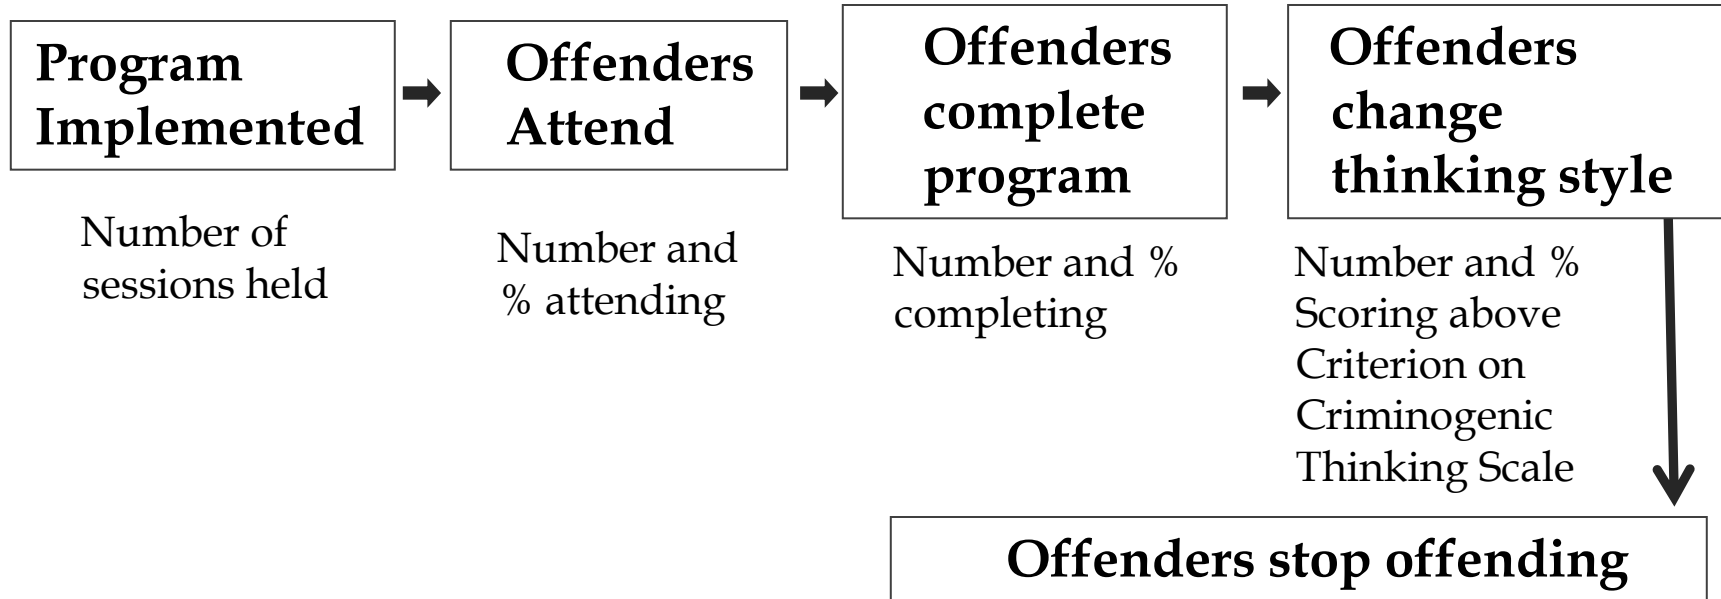 Program
Implemented
Offenders
Attend
Offenders
complete
program
Offenders
change
thinking style
Number of
sessions held
Number and
% attending
Number and %
completing
Number and %
Scoring above
Criterion on
Criminogenic
Thinking Scale
Offenders stop offending